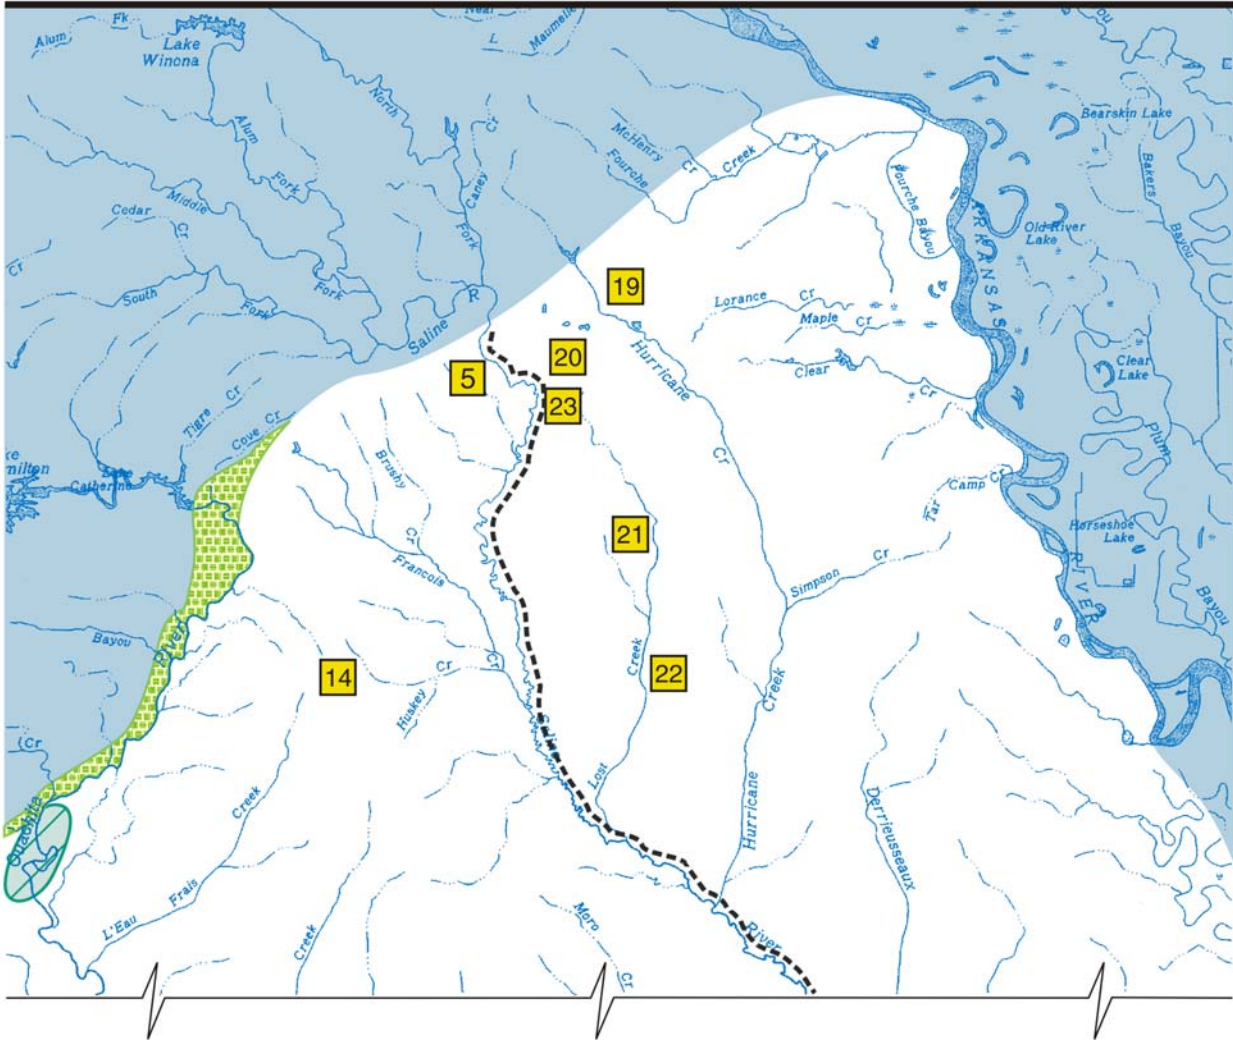 Alum
Fk
Lake
Winona
Neal
L
Maumelle
Bayou
E
North
Alum
Fork
Caney
Cr
Fork
McHenry
Cr
Fourche
Creek
Bearskin Lake
Bakers
Bayou
Fourche Bayou
Cedar
Cr
Middle
Fork
Cr
South
Fork
R
Saline
ARKANSAS
Old River
Lake
19
Lorance
Cr
Maple
Cr
Hurricane
Clear
Cr
Clear
Lake
20
5
23
Tigre
Cr
Cove Cr
Lake
Catherine
Brushy
Cr
Plum
Cr
Tar
Camp
Cr
21
Francois
Horseshoe
Lake
RIVER
Simpson
Cr
Bayou
Bayou
River
14
Cr
Huskey
Cr
Creek
22
Creek
Cr
Saline
Lost
Ouachita
Creek
Hurricane
Derrieusseaux
L'Eau
Frais
Creek
Moro
Cr
River